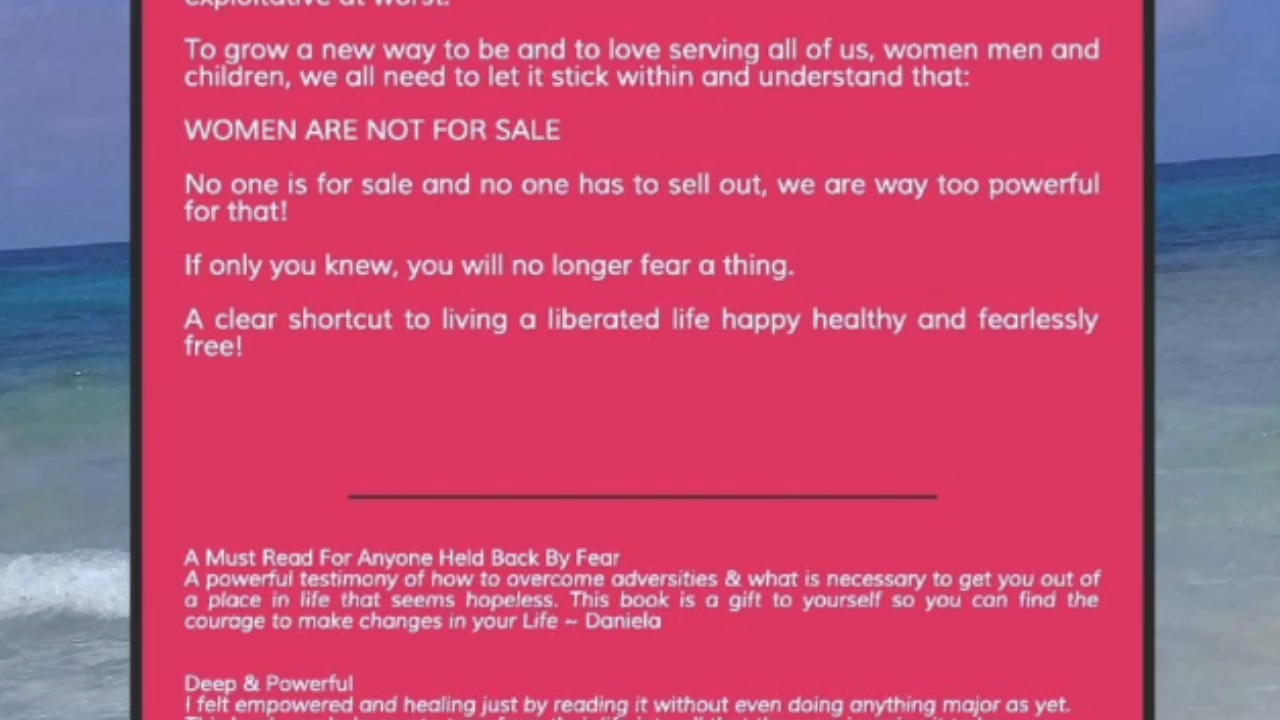 exploitative at worst.
To grow a new way to be and to love serving all of us, women men and
children, we all need to let it stick within and understand that:
WOMEN ARE NOT FOR SALE
No one is for sale and no one has to sell out, we are way too powerful
for that!
If only you knew, you will no longer fear a thing.
A clear shortcut to living a liberated life happy healthy and fearlessly
free!
A Must Read For Anyone Held Back By Fear
A powerful testimony of how to overcome adversities & what is necessary to get you out of
a place in life that seems hopeless. This book is a gift to yourself so you can find the
courage to make changes in your Life ~ Daniela
Deep & Powerful
I felt empowered and healing just by reading it without even doing anything major as yet.